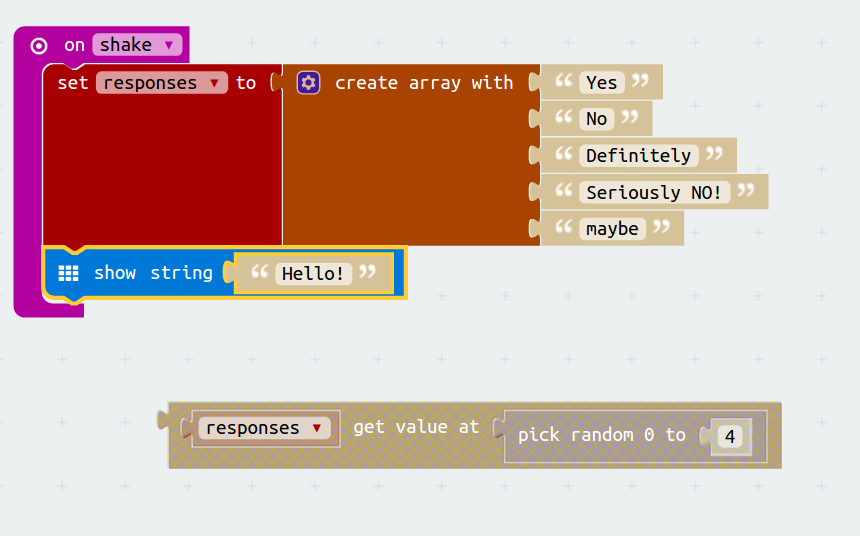 on shake
set responses to create array with “ Yes ”
“ No ”
“ Definitely ”
“ Seriously NO! ”
“ maybe ”
show string “ Hello! ”
responses get value at pick random 0 to 4